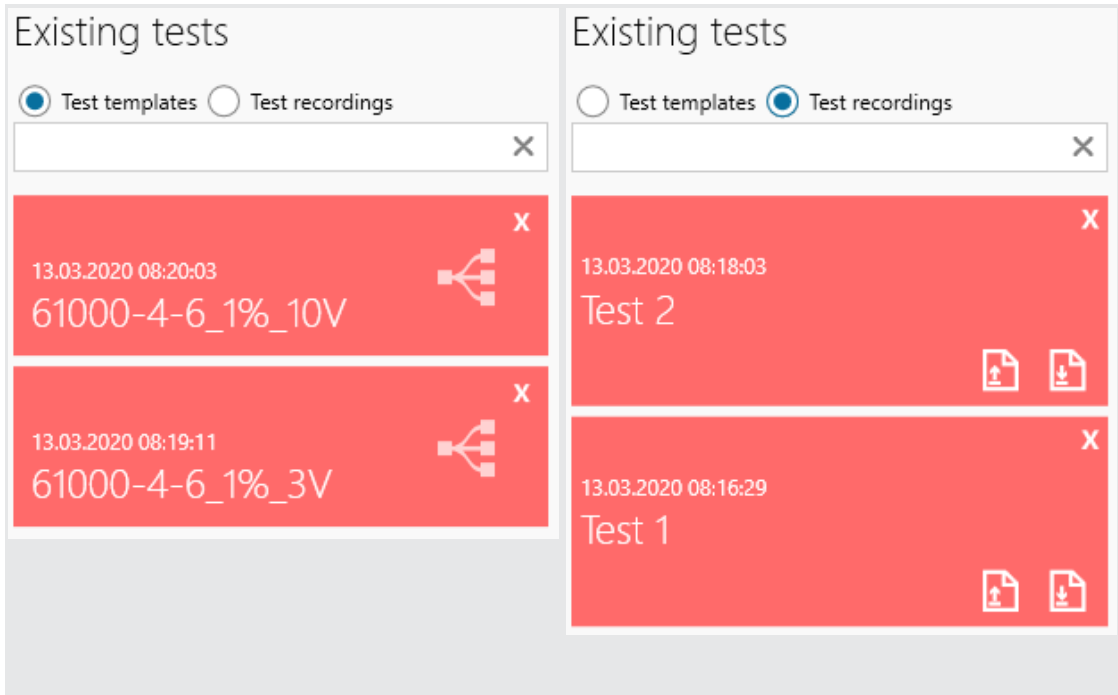 Existing tests
Test templates Test recordings
X
13.03.2020 08:20:03
61000-4-6_1%_10V
X
13.03.2020 08:19:11
61000-4-6_1%_3V
Existing tests
Test templates Test recordings
X
13.03.2020 08:18:03
Test 2
X
13.03.2020 08:16:29
Test 1